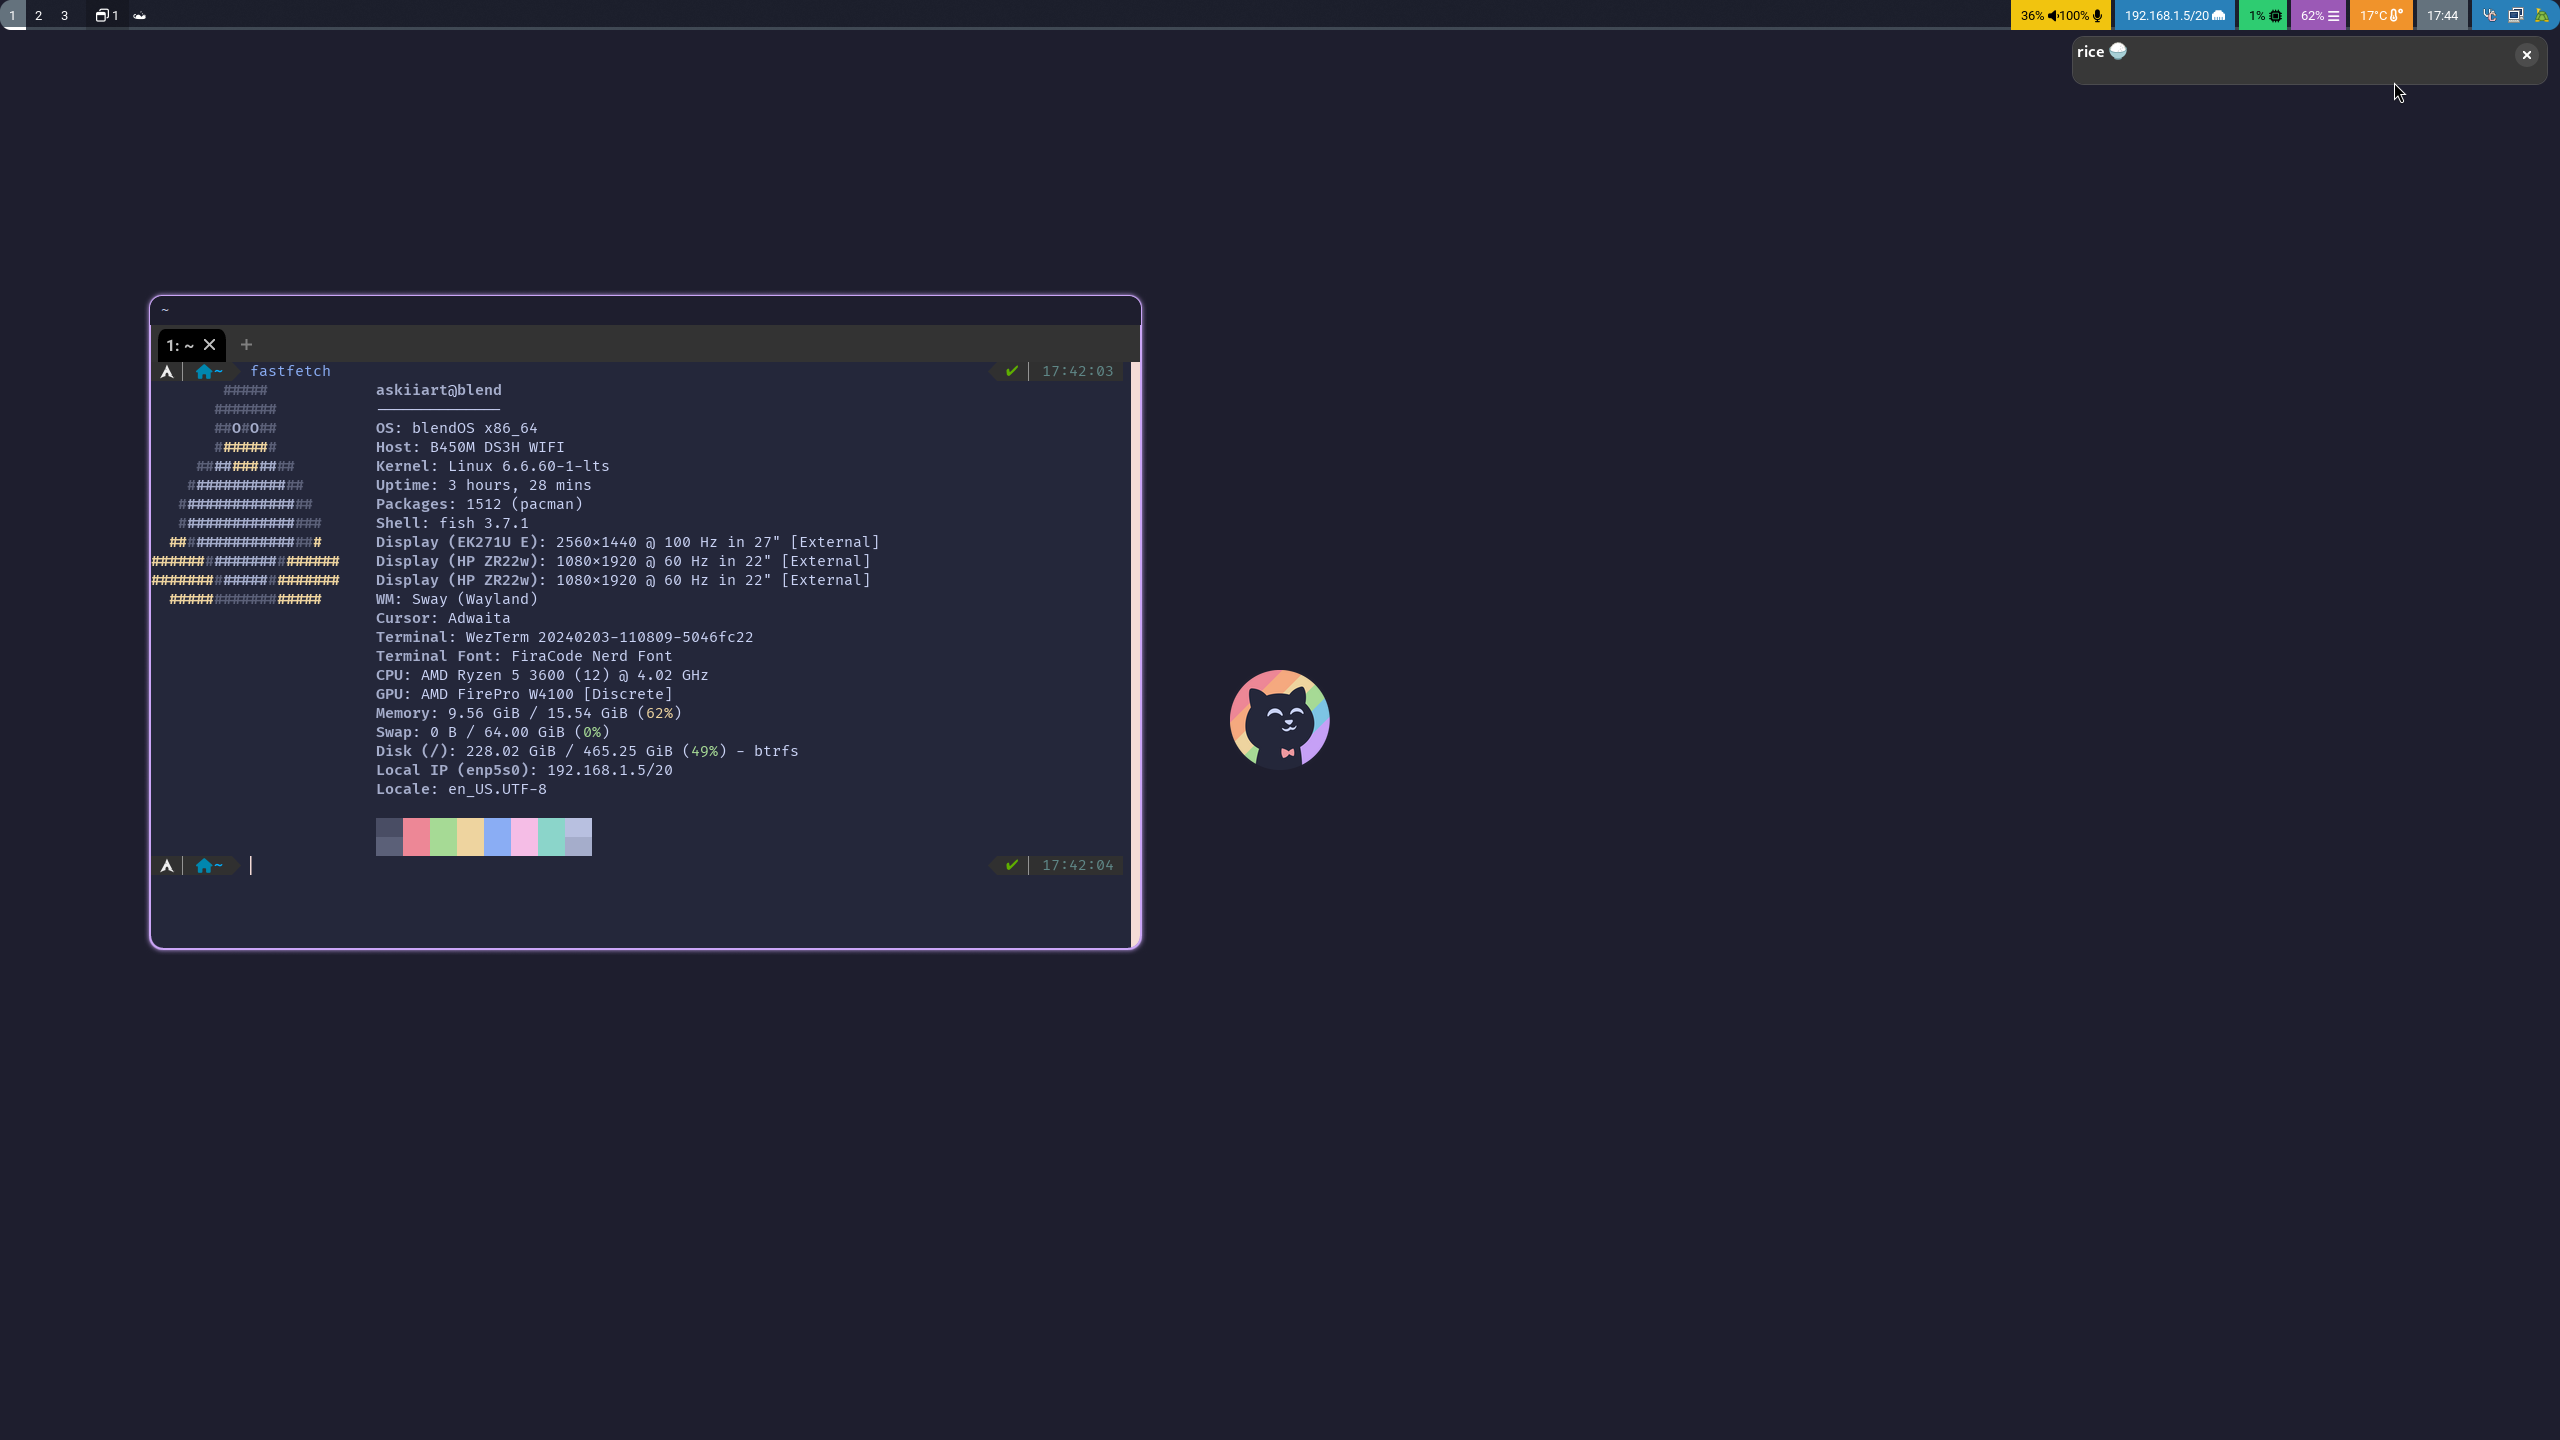 1 2 3 1 36% 100% 192.168.1.5/20 1% 62% 17°C 17:44
rice 🍚
~
1: ~
~ fastfetch 17:42:03
#####
#######
##O#O##
#######
###########
#############
###############
################
##################
#####################
#####################
#################
askiiart@blend
--------------
OS: blendOS x86_64
Host: B450M DS3H WIFI
Kernel: Linux 6.6.60-1-lts
Uptime: 3 hours, 28 mins
Packages: 1512 (pacman)
Shell: fish 3.7.1
Display (EK271U E): 2560×1440 @ 100 Hz in 27" [External]
Display (HP ZR22w): 1080×1920 @ 60 Hz in 22" [External]
Display (HP ZR22w): 1080×1920 @ 60 Hz in 22" [External]
WM: Sway (Wayland)
Cursor: Adwaita
Terminal: WezTerm 20240203-110809-5046fc22
Terminal Font: FiraCode Nerd Font
CPU: AMD Ryzen 5 3600 (12) @ 4.02 GHz
GPU: AMD FirePro W4100 [Discrete]
Memory: 9.56 GiB / 15.54 GiB (62%)
Swap: 0 B / 64.00 GiB (0%)
Disk (/): 228.02 GiB / 465.25 GiB (49%) - btrfs
Local IP (enp5s0): 192.168.1.5/20
Locale: en_US.UTF-8
~ 17:42:04